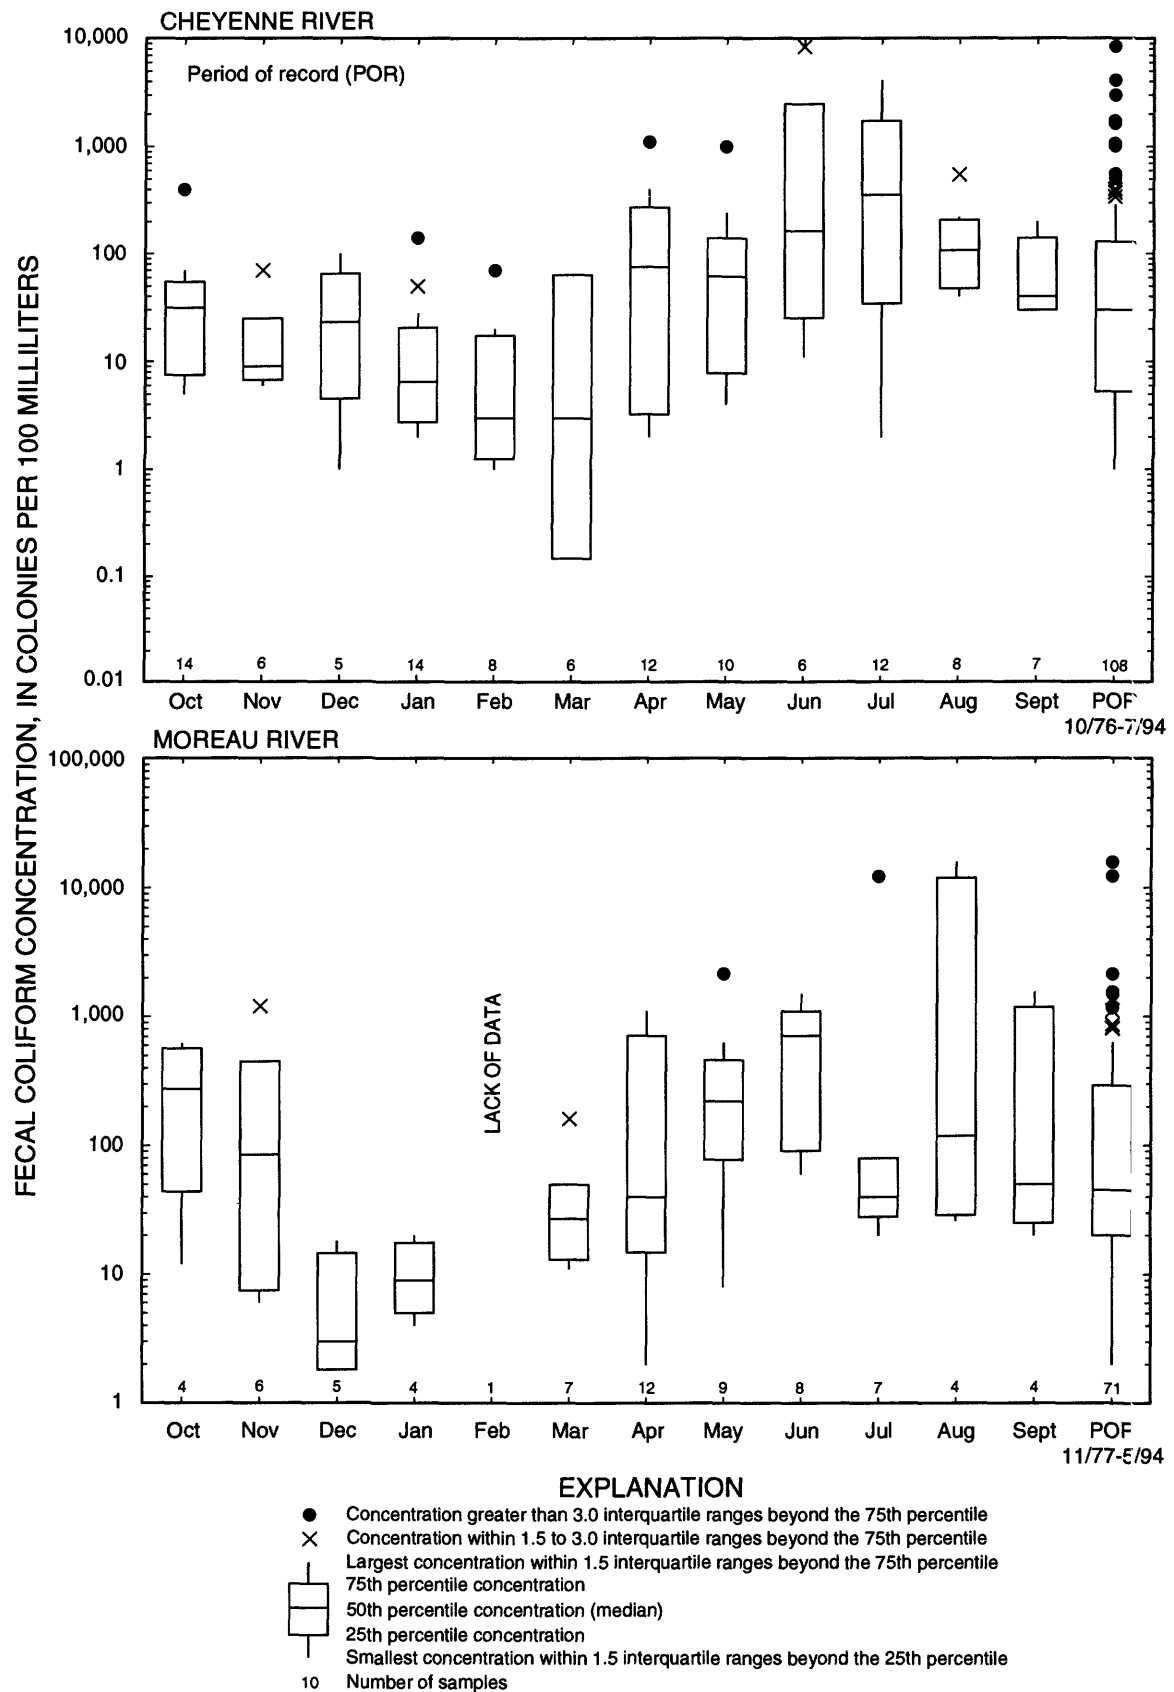 CHEYENNE RIVER
10,000
Period of record (POR)
1,000
100
10
1
0.1
0.01
14 6 5 14 8 6 12 10 6 12 8 7 108
Oct Nov Dec Jan Feb Mar Apr May Jun Jul Aug Sept POR
10/76-7/94
FECAL COLIFORM CONCENTRATION, IN COLONIES PER 100 MILLILITERS
MOREAU RIVER
100,000
10,000
1,000
100
10
1
LACK OF DATA
4 6 5 4 1 7 12 9 8 7 4 4 71
Oct Nov Dec Jan Feb Mar Apr May Jun Jul Aug Sept POR
11/77-5/94
EXPLANATION
Concentration greater than 3.0 interquartile ranges beyond the 75th percentile
Concentration within 1.5 to 3.0 interquartile ranges beyond the 75th percentile
Largest concentration within 1.5 interquartile ranges beyond the 75th percentile
75th percentile concentration
50th percentile concentration (median)
25th percentile concentration
Smallest concentration within 1.5 interquartile ranges beyond the 25th percentile
10 Number of samples